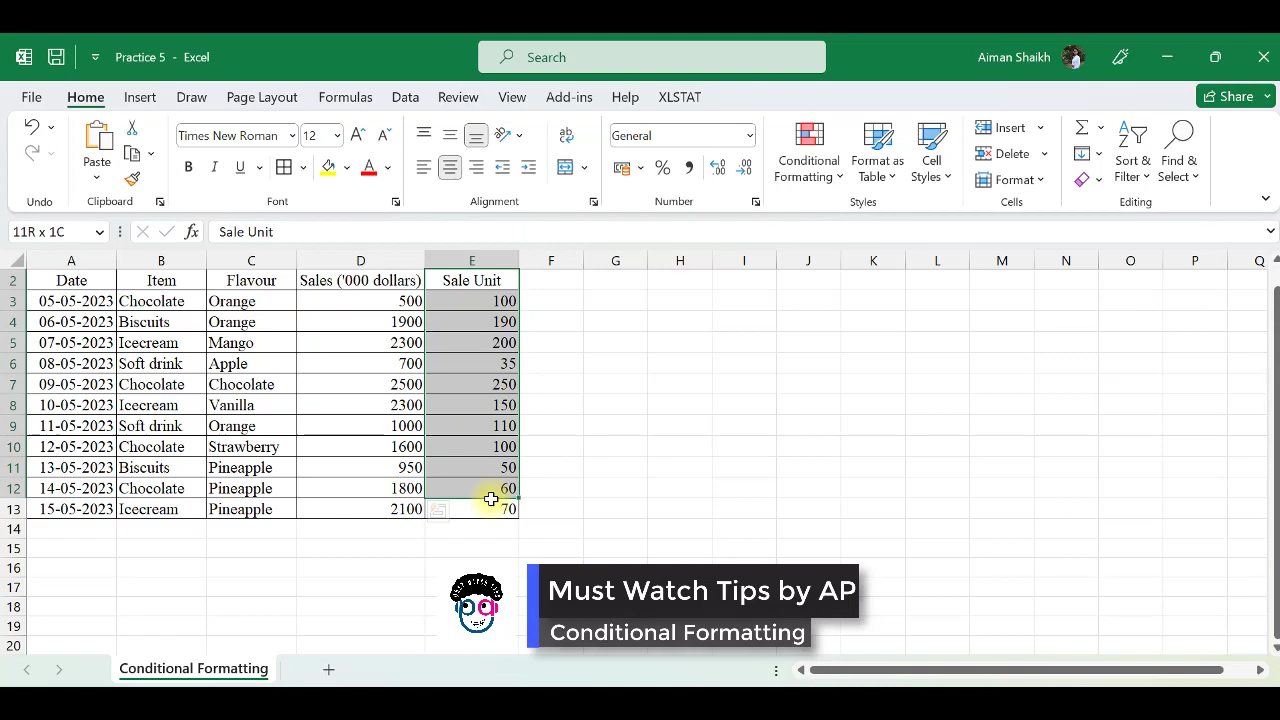 Practice 5 - Excel
Search
Aiman Shaikh
File Home Insert Draw Page Layout Formulas Data Review View Add-ins Help XLSTAT
Share
Times New Roman 12
General
Paste
Conditional Formatting
Format as Table
Cell Styles
Insert
Delete
Format
Sort & Filter
Find & Select
Undo Clipboard Font Alignment Number Styles Cells Editing
11R x 1C
fx Sale Unit
A B C D E F G H I J K L M N O P Q
2 Date Item Flavour Sales ('000 dollars) Sale Unit
3 05-05-2023 Chocolate Orange 500 100
4 06-05-2023 Biscuits Orange 1900 190
5 07-05-2023 Icecream Mango 2300 200
6 08-05-2023 Soft drink Apple 700 35
7 09-05-2023 Chocolate Chocolate 2500 250
8 10-05-2023 Icecream Vanilla 2300 150
9 11-05-2023 Soft drink Orange 1000 110
10 12-05-2023 Chocolate Strawberry 1600 100
11 13-05-2023 Biscuits Pineapple 950 50
12 14-05-2023 Chocolate Pineapple 1800 60
13 15-05-2023 Icecream Pineapple 2100 70
14
15
16
17
18
19
20
Must Watch Tips by AP
Conditional Formatting
Conditional Formatting